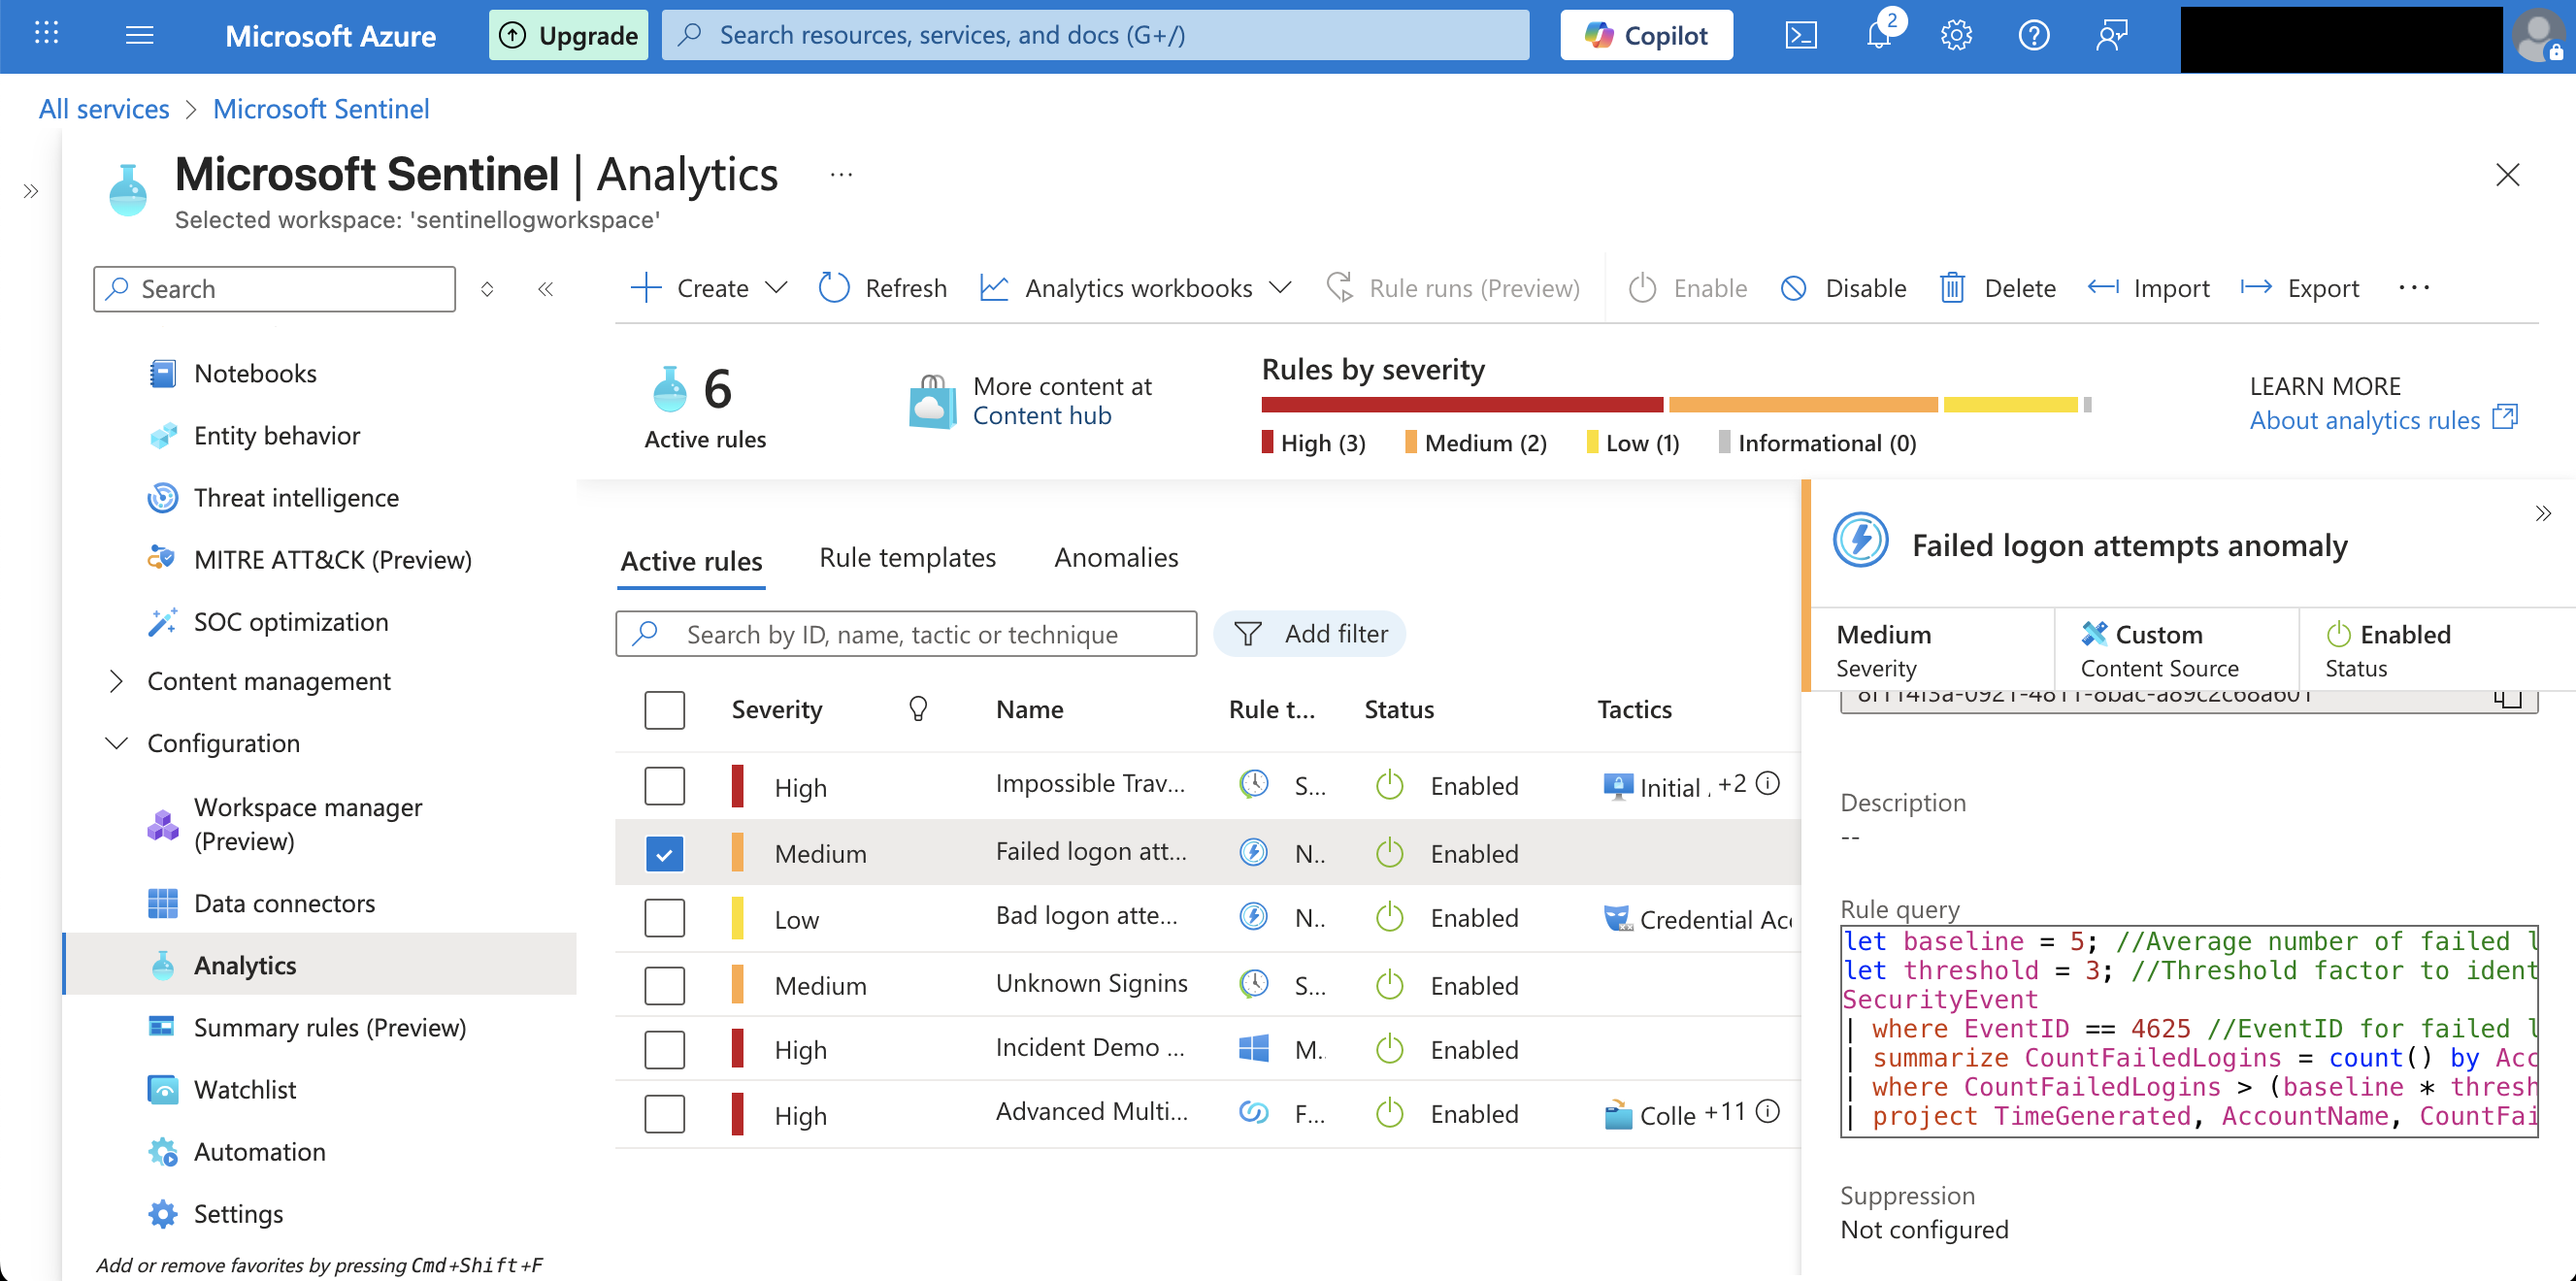 Microsoft Azure
Upgrade
Search resources, services, and docs (G+/)
Copilot
2
All services > Microsoft Sentinel
Microsoft Sentinel | Analytics ...
Selected workspace: 'sentinellogworkspace'
Search
Notebooks
Entity behavior
Threat intelligence
MITRE ATT&CK (Preview)
SOC optimization
Content management
Configuration
Workspace manager
(Preview)
Data connectors
Analytics
Summary rules (Preview)
Watchlist
Automation
Settings
Add or remove favorites by pressing Cmd+Shift+F
Create
Refresh
Analytics workbooks
Rule runs (Preview)
Enable
Disable
Delete
Import
Export
...
6
Active rules
More content at
Content hub
Rules by severity
High (3)
Medium (2)
Low (1)
Informational (0)
LEARN MORE
About analytics rules
Active rules
Rule templates
Anomalies
Search by ID, name, tactic or technique
Add filter
Severity Name Rule t... Status Tactics
High Impossible Trav... S... Enabled Initial +2
Medium Failed logon att... N.. Enabled
Low Bad logon atte... N.. Enabled Credential Acc
Medium Unknown Signins S... Enabled
High Incident Demo ... M. Enabled
High Advanced Multi... F... Enabled Colle +11
Failed logon attempts anomaly
Medium
Severity
Custom
Content Source
Enabled
Status
Description
--
Rule query
let baseline = 5; //Average number of failed l
let threshold = 3; //Threshold factor to ident
SecurityEvent
| where EventID == 4625 //EventID for failed l
| summarize CountFailedLogins = count() by Acc
| where CountFailedLogins > (baseline * thresh
| project TimeGenerated, AccountName, CountFai
Suppression
Not configured